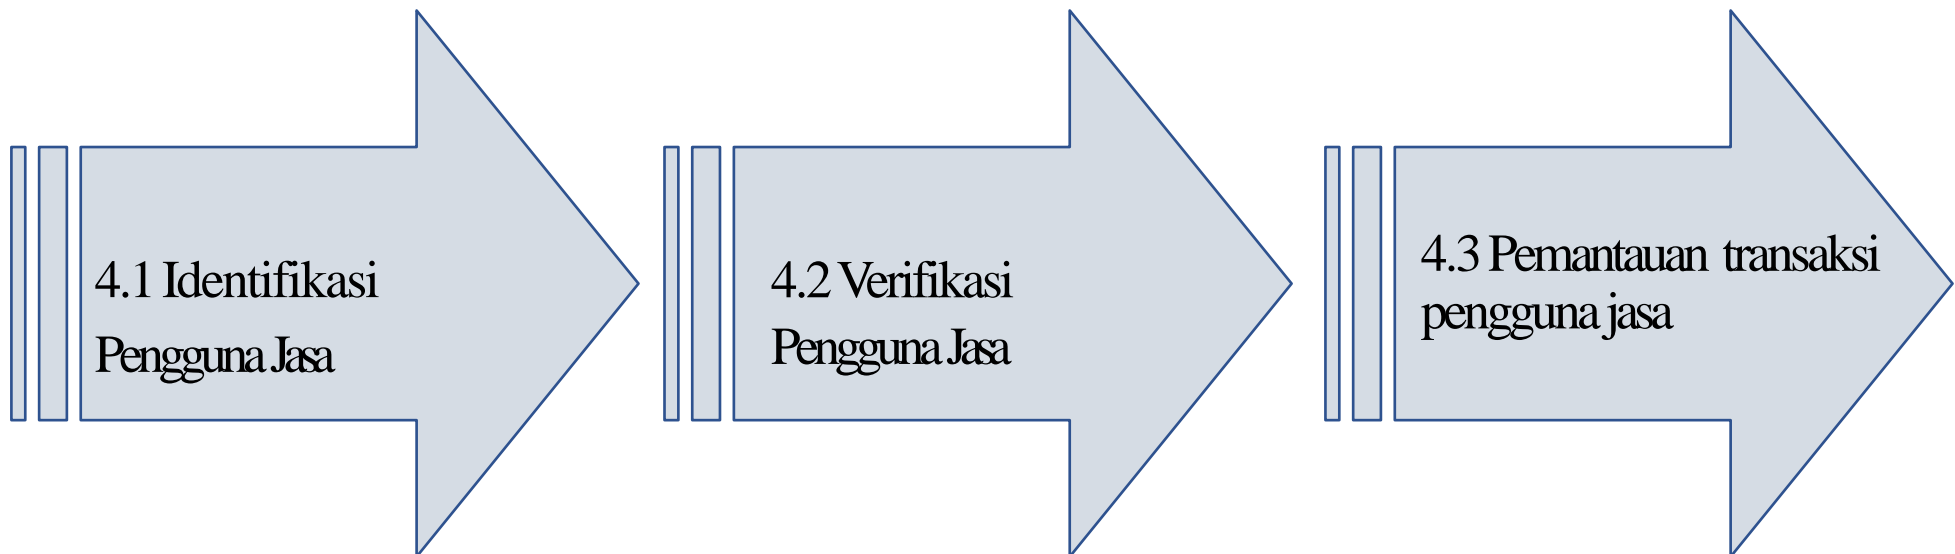 4.1 Identifikasi
Pengguna Jasa
4.2 Verifikasi
Pengguna Jasa
4.3 Pemantauan transaksi
pengguna jasa